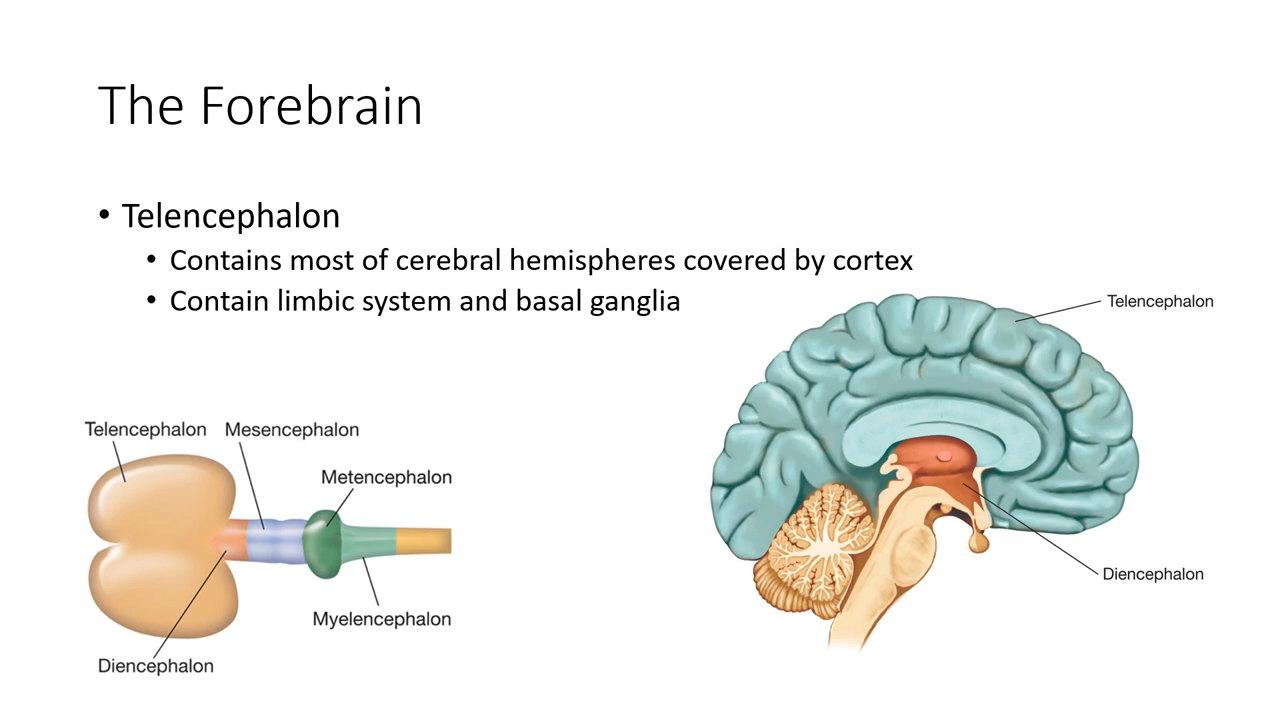 The Forebrain
• Telencephalon
• Contains most of cerebral hemispheres covered by cortex
• Contain limbic system and basal ganglia
Telencephalon
Diencephalon
Telencephalon
Mesencephalon
Metencephalon
Myelencephalon
Diencephalon